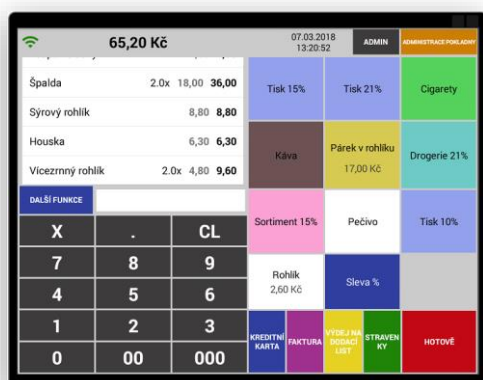 65,20 Kč
07.03.2018
13:20:52
ADMIN
ADMINISTRACE POKLADNY
Špalda 2.0x 18,00 36,00
Sýrový rohlík 8,80 8,80
Houska 6,30 6,30
Vícezrnný rohlík 2.0x 4,80 9,60
DALŠÍ FUNKCE
X . CL
7 8 9
4 5 6
1 2 3
0 00 000
Tisk 15% Tisk 21% Cigarety
Káva
Párek v rohlíku
17,00 Kč
Drogerie 21%
Sortiment 15% Pečivo Tisk 10%
Rohlík
2,60 Kč
Sleva %
KREDITNÍ
KARTA
FAKTURA
VÝDEJ NA
DODACÍ
LIST
STRAVEN
KY
HOTOVĚ